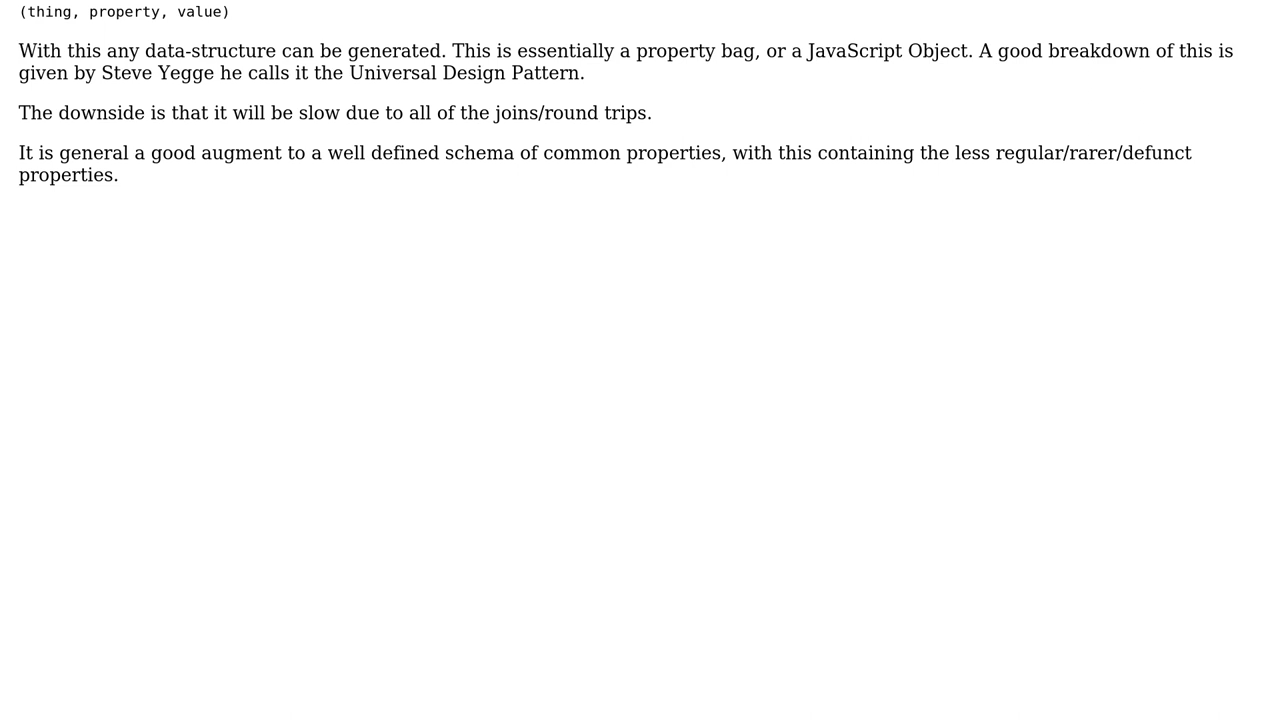 (thing, property, value)
With this any data-structure can be generated. This is essentially a property bag, or a JavaScript Object. A good breakdown of this is
given by Steve Yegge he calls it the Universal Design Pattern.
The downside is that it will be slow due to all of the joins/round trips.
It is general a good augment to a well defined schema of common properties, with this containing the less regular/rarer/defunct
properties.